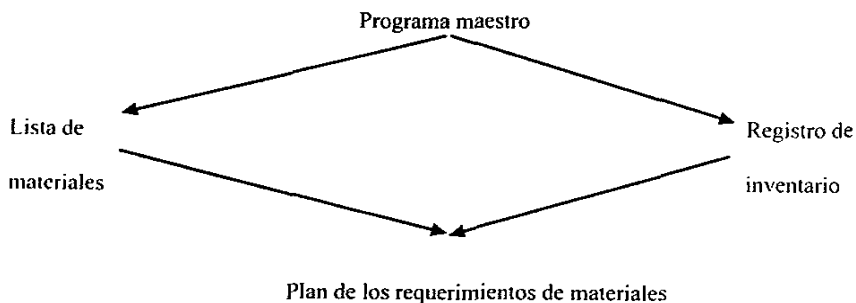 Programa maestro
Lista de
materiales
Registro de
inventario
Plan de los requerimientos de materiales